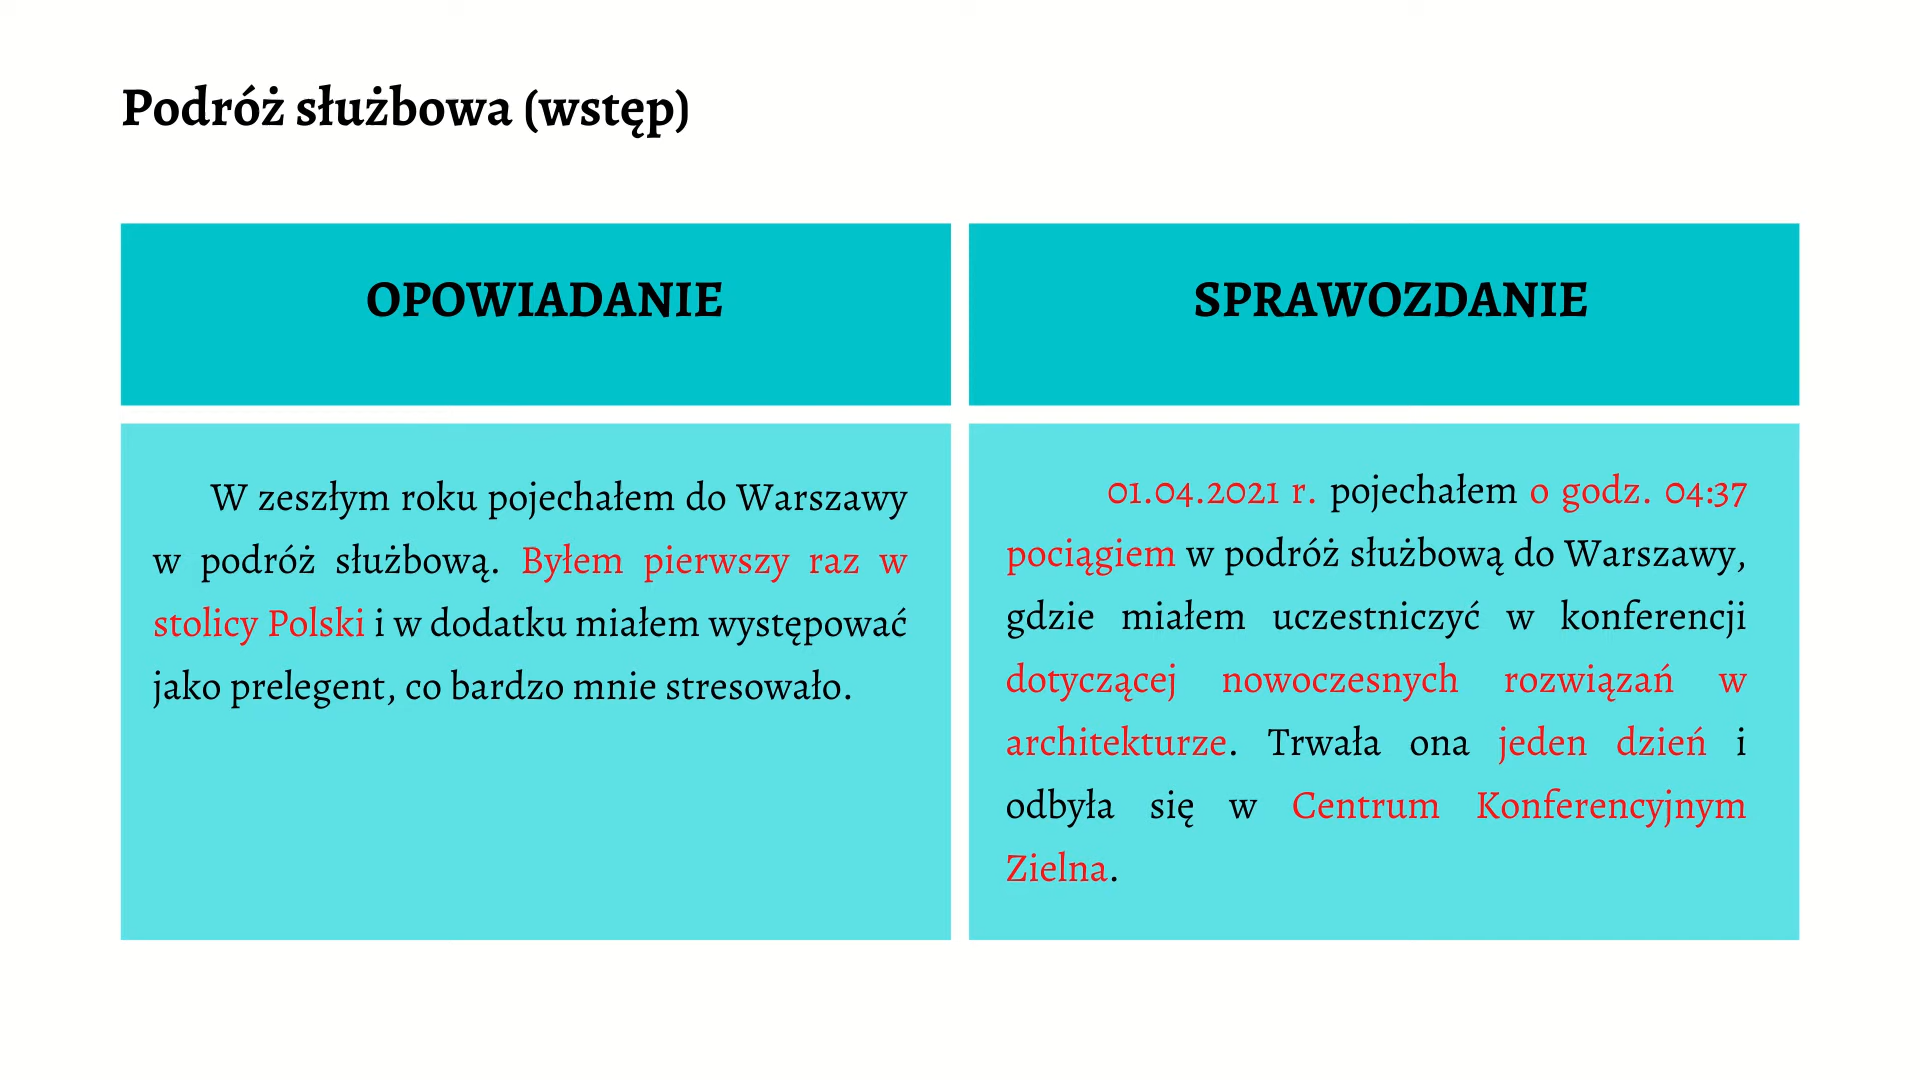 Podróż służbowa (wstęp)
OPOWIADANIE
W zeszłym roku pojechałem do Warszawy
w podróż służbową. Byłem pierwszy raz w
stolicy Polski i w dodatku miałem występować
jako prelegent, co bardzo mnie stresowało.
SPRAWOZDANIE
01.04.2021 r. pojechałem o godz. 04:37
pociągiem w podróż służbową do Warszawy,
gdzie miałem uczestniczyć w konferencji
dotyczącej nowoczesnych rozwiązań w
architekturze. Trwała ona jeden dzień i
odbyła się w Centrum Konferencyjnym
Zielna.